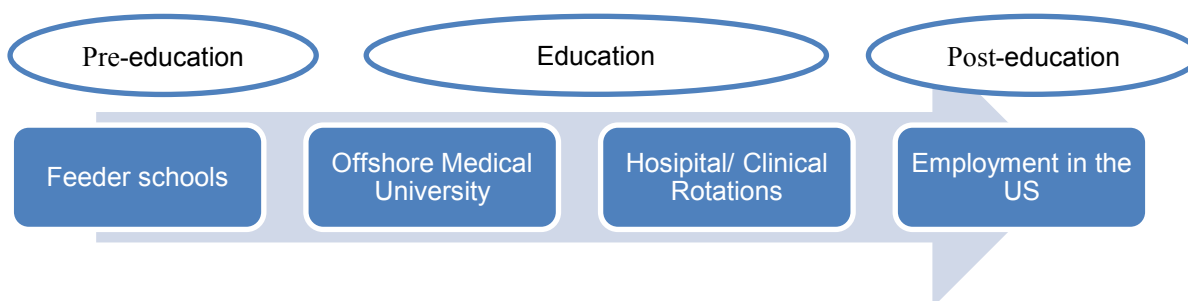 Pre-education
Education
Post-education
Feeder schools
Offshore Medical
University
Hosipital/ Clinical
Rotations
Employment in the
US